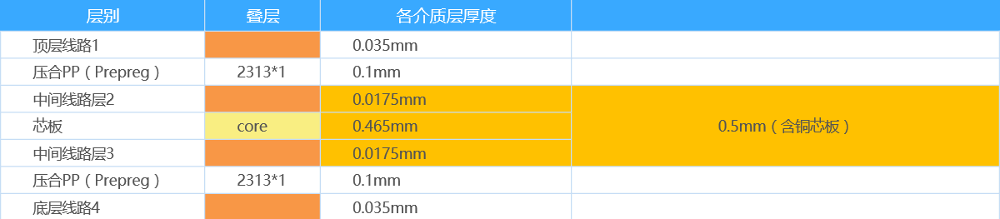 层别 叠层 各介质层厚度
顶层线路1 0.035mm
压合PP（Prepreg） 2313*1 0.1mm
中间线路层2 0.0175mm
芯板 core 0.465mm 0.5mm（含铜芯板）
中间线路层3 0.0175mm
压合PP（Prepreg） 2313*1 0.1mm
底层线路4 0.035mm